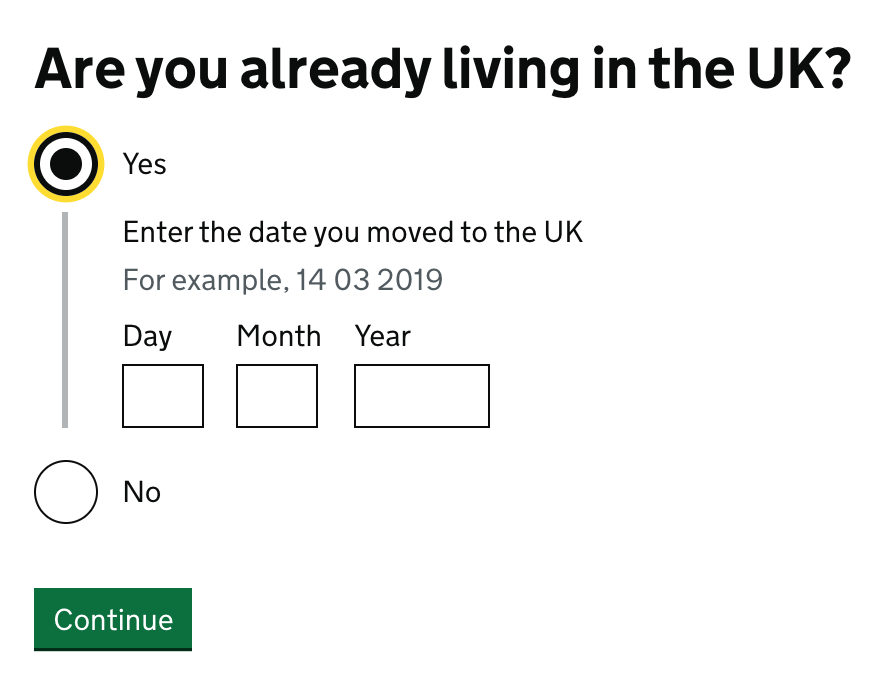 Are you already living in the UK?
Yes
Enter the date you moved to the UK
For example, 14 03 2019
Day Month Year
No
Continue